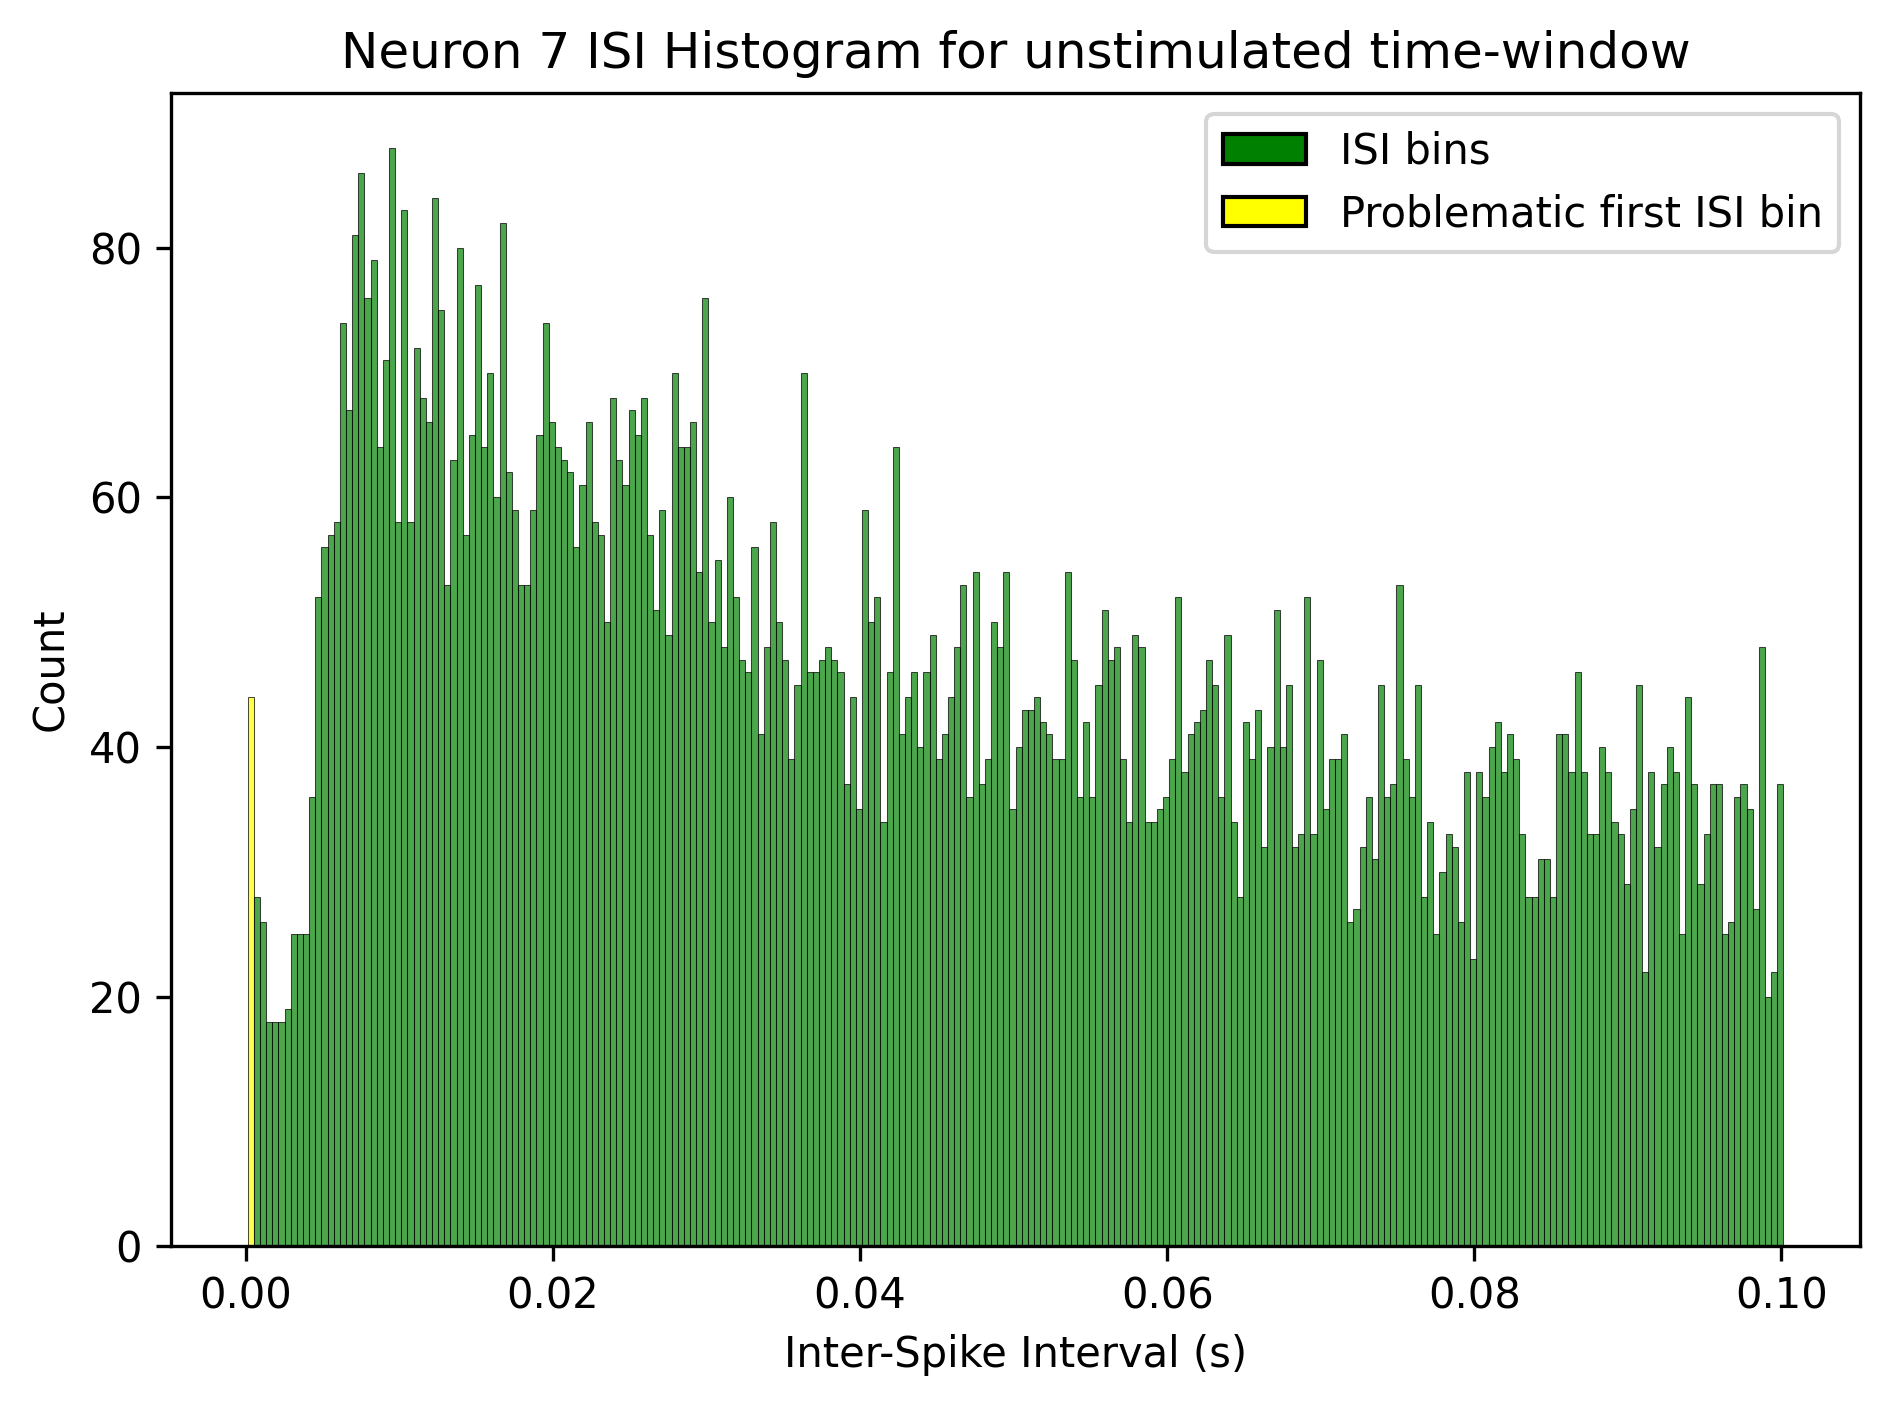 Neuron 7 ISI Histogram for unstimulated time-window
ISI bins
Problematic first ISI bin
Count
80
60
40
20
0
0.00 0.02 0.04 0.06 0.08 0.10
Inter-Spike Interval (s)